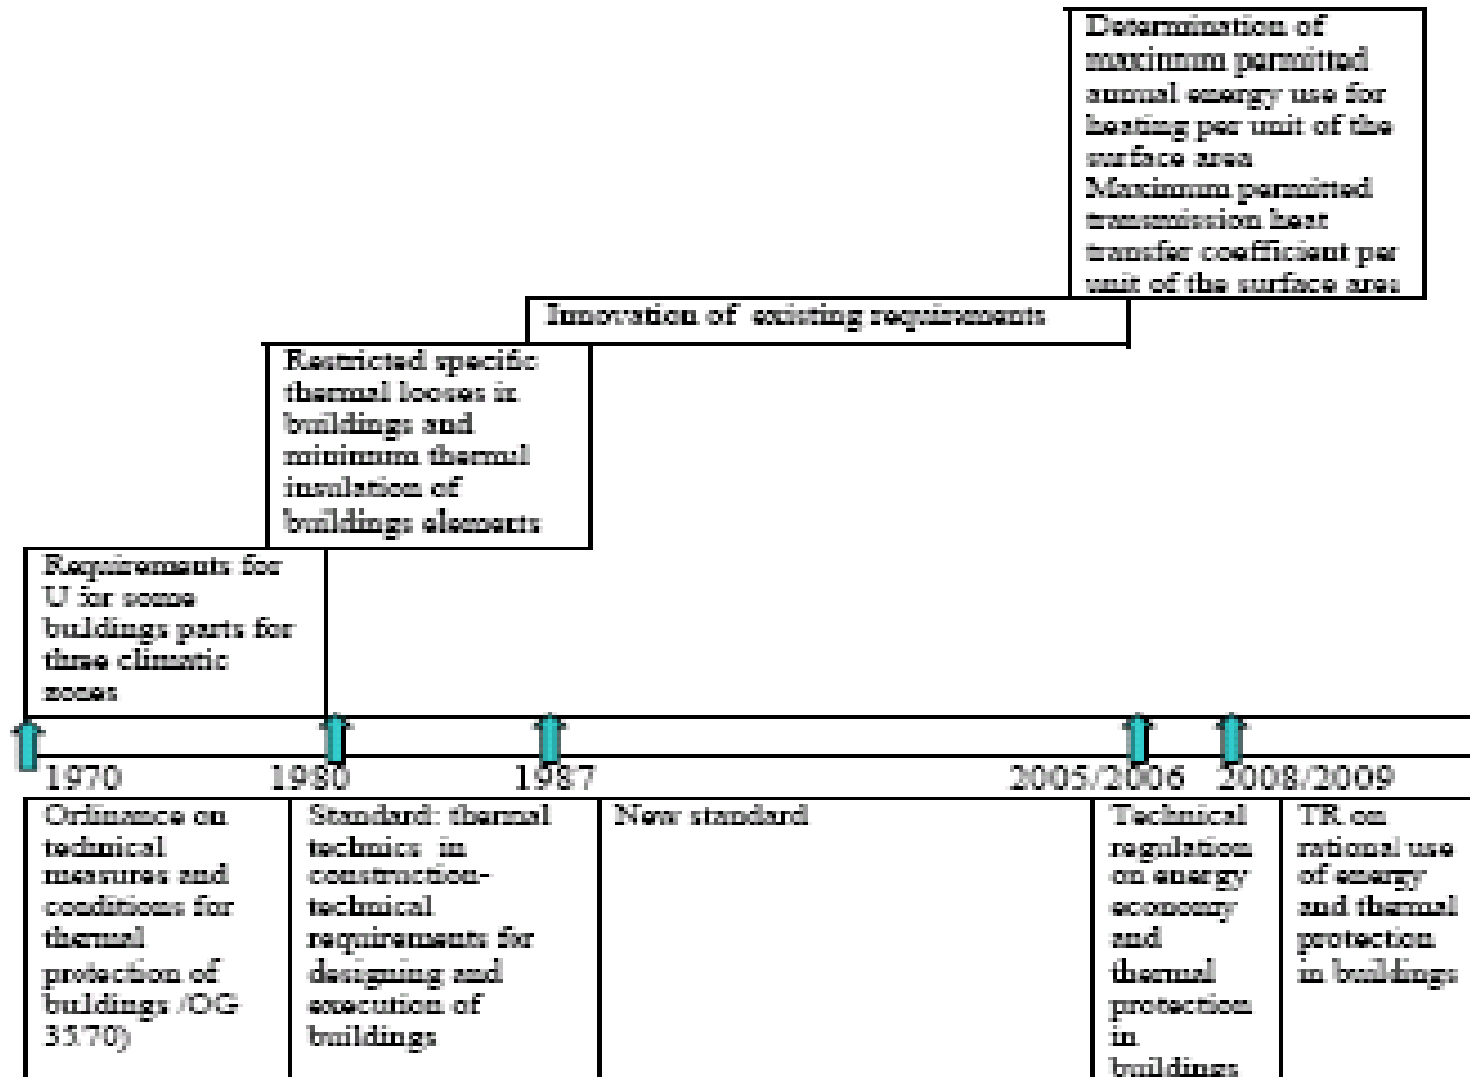 Determination of
maximum permitted
annual energy use for
heating per unit of the
surface area
Maximum permitted
transmission heat
transfer coefficient per
unit of the surface area
Innovation of existing requirements
Restricted specific
thermal looses in
buildings and
minimum thermal
insulation of
buildings elements
Requirements for
U for some
buildings parts for
three climatic
zones
1970
1980
1987
2005/2006
2008/2009
Ordinance on
technical
measures and
conditions for
thermal
protection of
buildings /OG
35.70)
Standard: thermal
technics in
construction-
technical
requirements for
designing and
execution of
buildings
New standard
Technical
regulation
on energy
economy
and
thermal
protection
in
buildings
TR on
rational use
of energy
and thermal
protection
in buildings